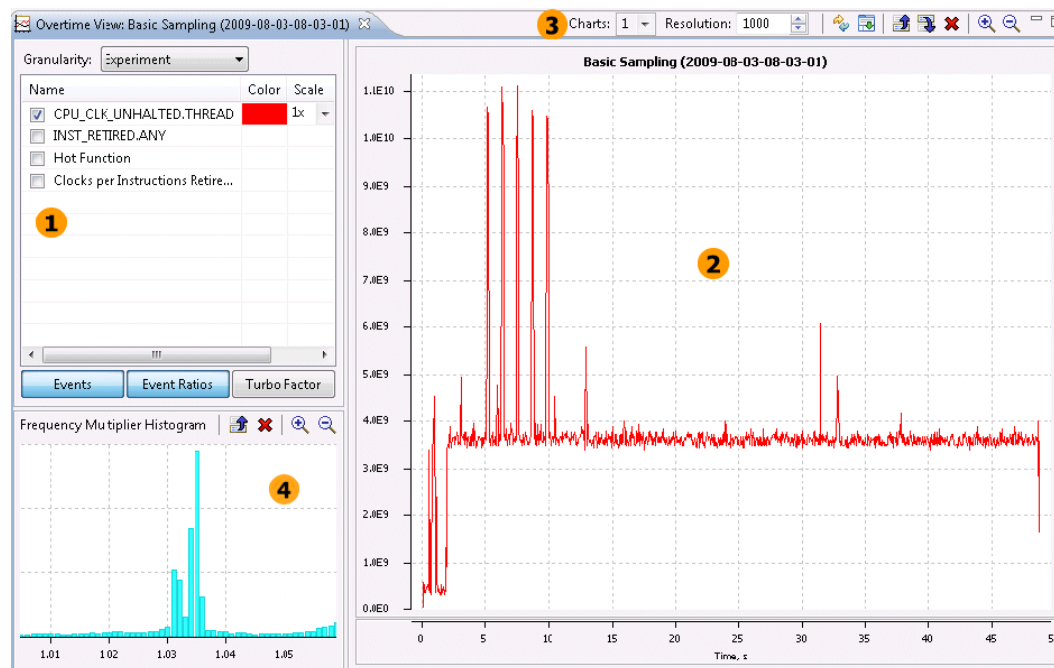 Overtime View: Basic Sampling (2009-08-03-08-03-01)
3
Charts: 1
Resolution: 1000
Granularity: Experiment
Name Color Scale
CPU_CLK_UNHALTED.THREAD 1x
INST_RETIRED.ANY
Hot Function
Clocks per Instructions Retire...
1
Events Event Ratios Turbo Factor
Frequency Multiplier Histogram
4
1.01 1.02 1.03 1.04 1.05
Basic Sampling (2009-08-03-08-03-01)
1.1E10
1.0E10
9.0E9
8.0E9
2
7.0E9
6.0E9
5.0E9
4.0E9
3.0E9
2.0E9
1.0E9
0.0E0
0 5 10 15 20 25 30 35 40 45
Time, s